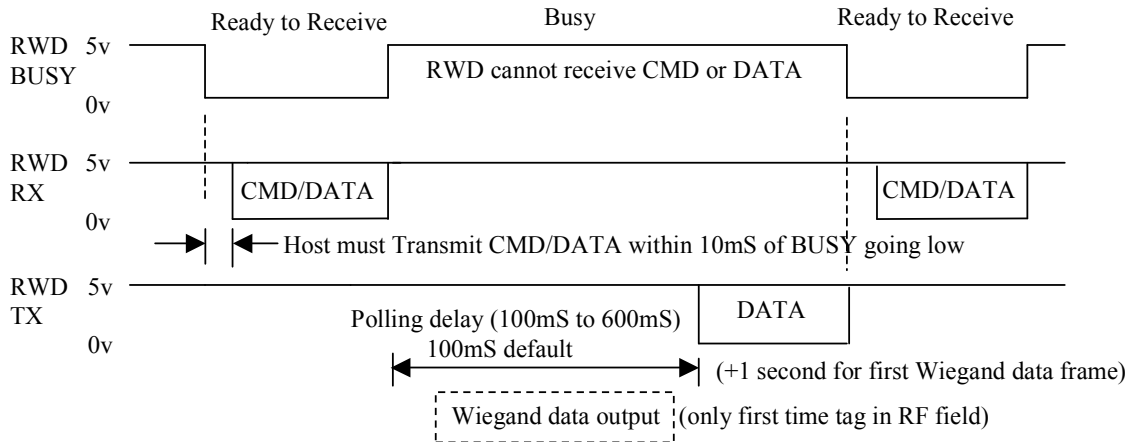 Ready to Receive Busy Ready to Receive
RWD 5v
BUSY
RWD cannot receive CMD or DATA
0v
RWD 5v
RX
CMD/DATA CMD/DATA
0v
Host must Transmit CMD/DATA within 10mS of BUSY going low
RWD 5v
TX
DATA
Polling delay (100mS to 600mS)
0v
100mS default
(+1 second for first Wiegand data frame)
Wiegand data output (only first time tag in RF field)